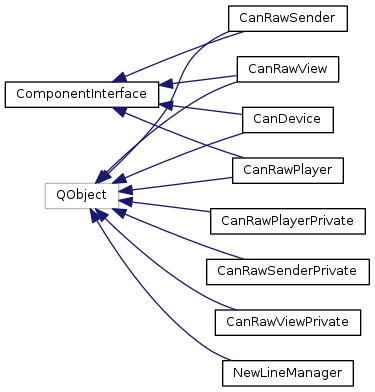 CanRawSender
CanRawView
ComponentInterface
CanDevice
CanRawPlayer
QObject
CanRawPlayerPrivate
CanRawSenderPrivate
CanRawViewPrivate
NewLineManager